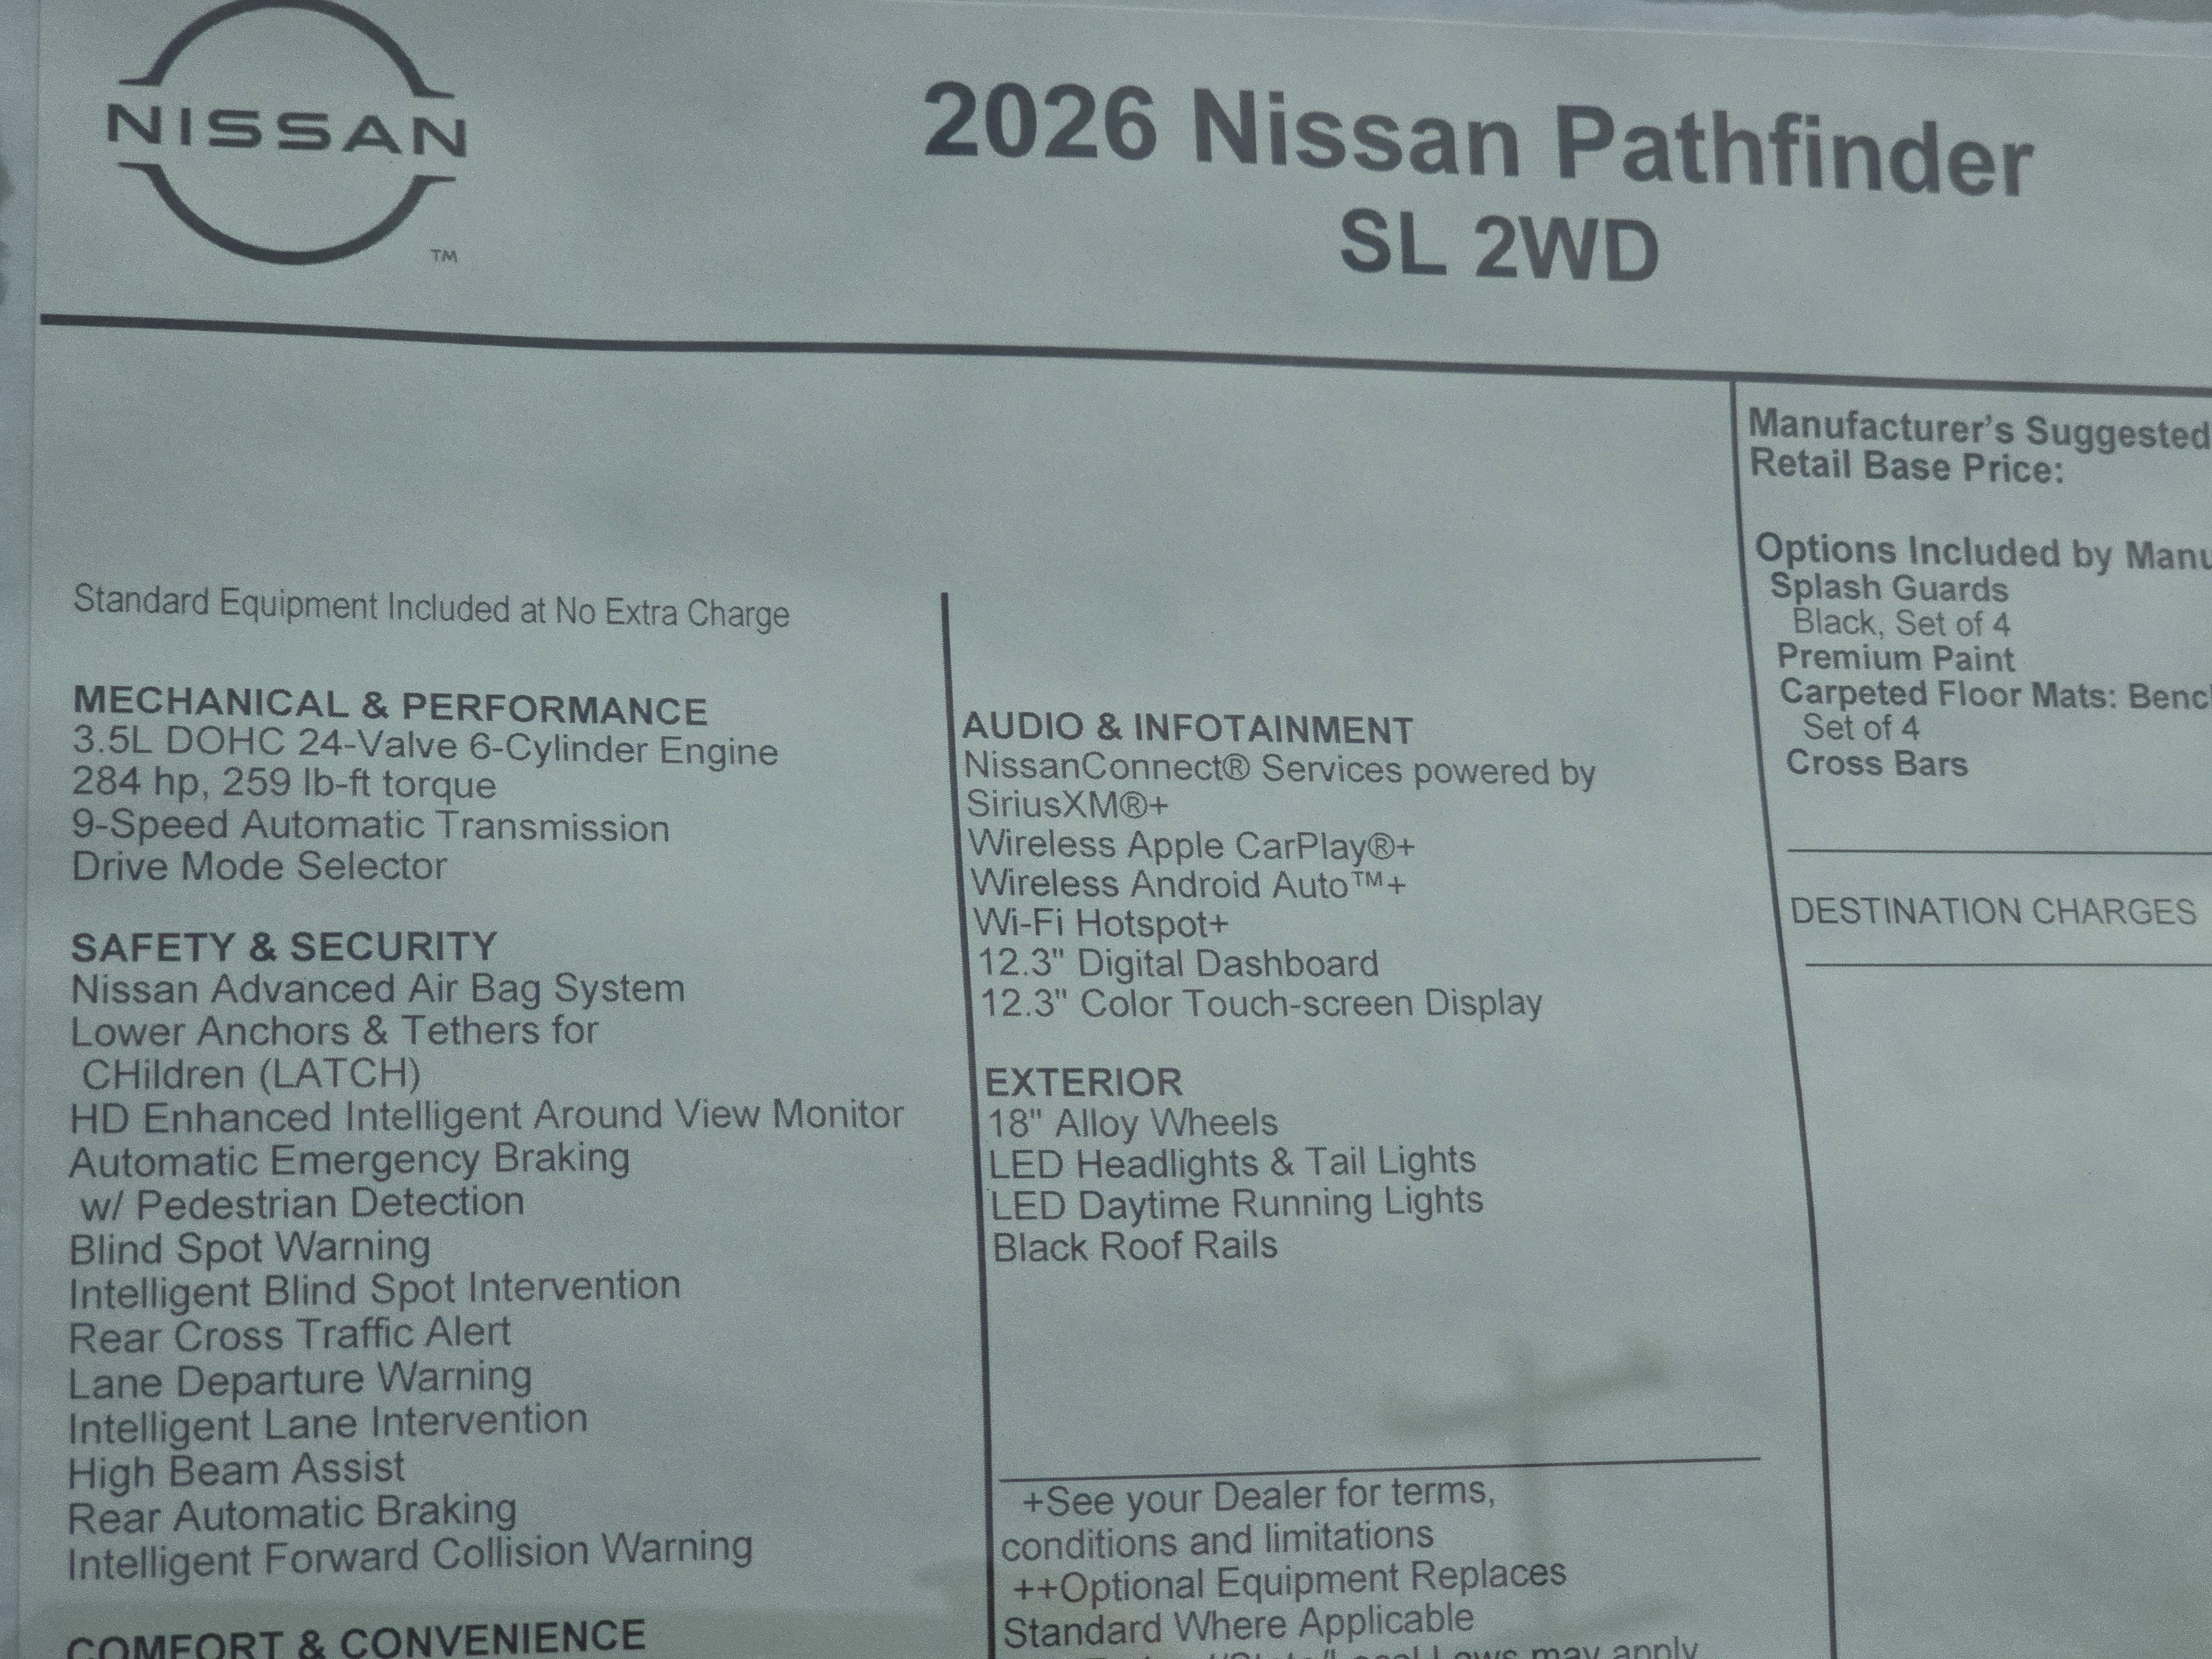 NISSAN
TM
2026 Nissan Pathfinder
SL 2WD
Standard Equipment Included at No Extra Charge
MECHANICAL & PERFORMANCE
3.5L DOHC 24-Valve 6-Cylinder Engine
284 hp, 259 lb-ft torque
9-Speed Automatic Transmission
Drive Mode Selector
SAFETY & SECURITY
Nissan Advanced Air Bag System
Lower Anchors & Tethers for
CHildren (LATCH)
HD Enhanced Intelligent Around View Monitor
Automatic Emergency Braking
w/ Pedestrian Detection
Blind Spot Warning
Intelligent Blind Spot Intervention
Rear Cross Traffic Alert
Lane Departure Warning
Intelligent Lane Intervention
High Beam Assist
Rear Automatic Braking
Intelligent Forward Collision Warning
COMFORT & CONVENIENCE
AUDIO & INFOTAINMENT
NissanConnect® Services powered by
SiriusXM®+
Wireless Apple CarPlay®+
Wireless Android Auto™+
Wi-Fi Hotspot+
12.3" Digital Dashboard
12.3" Color Touch-screen Display
EXTERIOR
18" Alloy Wheels
LED Headlights & Tail Lights
LED Daytime Running Lights
Black Roof Rails
+See your Dealer for terms,
conditions and limitations
++Optional Equipment Replaces
Standard Where Applicable
may apply
Manufacturer's Suggested
Retail Base Price:
Options Included by Manu
Splash Guards
Black, Set of 4
Premium Paint
Carpeted Floor Mats: Benc
Set of 4
Cross Bars
DESTINATION CHARGES